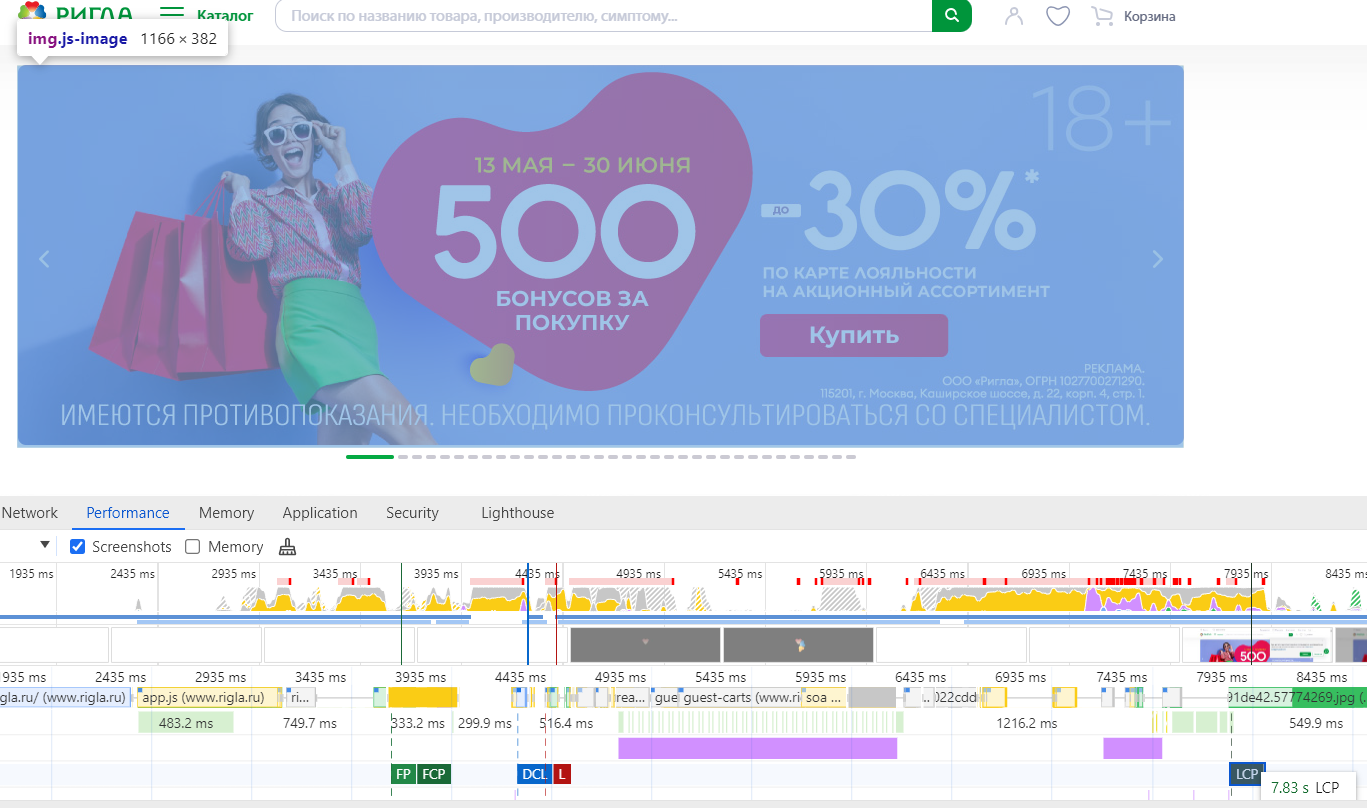 РИГЛА
Каталог
Поиск по названию товара, производителю, симптому...
Корзина
img.js-image 1166 × 382
18+
13 МАЯ – 30 ИЮНЯ
500
БОНУСОВ ЗА
ПОКУПКУ
ДО
-30%*
ПО КАРТЕ ЛОЯЛЬНОСТИ
НА АКЦИОННЫЙ АССОРТИМЕНТ
Купить
РЕКЛАМА.
ООО «Ригла», ОГРН 1027700271290.
115201, г. Москва, Каширское шоссе, д. 22, корп. 4, стр. 1.
ИМЕЮТСЯ ПРОТИВОПОКАЗАНИЯ. НЕОБХОДИМО ПРОКОНСУЛЬТИРОВАТЬСЯ СО СПЕЦИАЛИСТОМ.
Network Performance Memory Application Security Lighthouse
Screenshots Memory
1935 ms 2435 ms 2935 ms 3435 ms 3935 ms 4435 ms 4935 ms 5435 ms 5935 ms 6435 ms 6935 ms 7435 ms 7935 ms 8435 ms
500
935 ms 2435 ms 2935 ms 3435 ms 3935 ms 4435 ms 4935 ms 5435 ms 5935 ms 6435 ms 6935 ms 7435 ms 7935 ms 8435 ms
gla.ru/ (www.rigla.ru) app.js (www.rigla.ru) ri... rea... gue guest-carts (www.ri soa ... ... 022cdd 91de42.57774269.jpg (
483.2 ms 749.7 ms 333.2 ms 299.9 ms 516.4 ms 1216.2 ms 549.9 ms
FP FCP DCL L LCP
7.83 s LCP